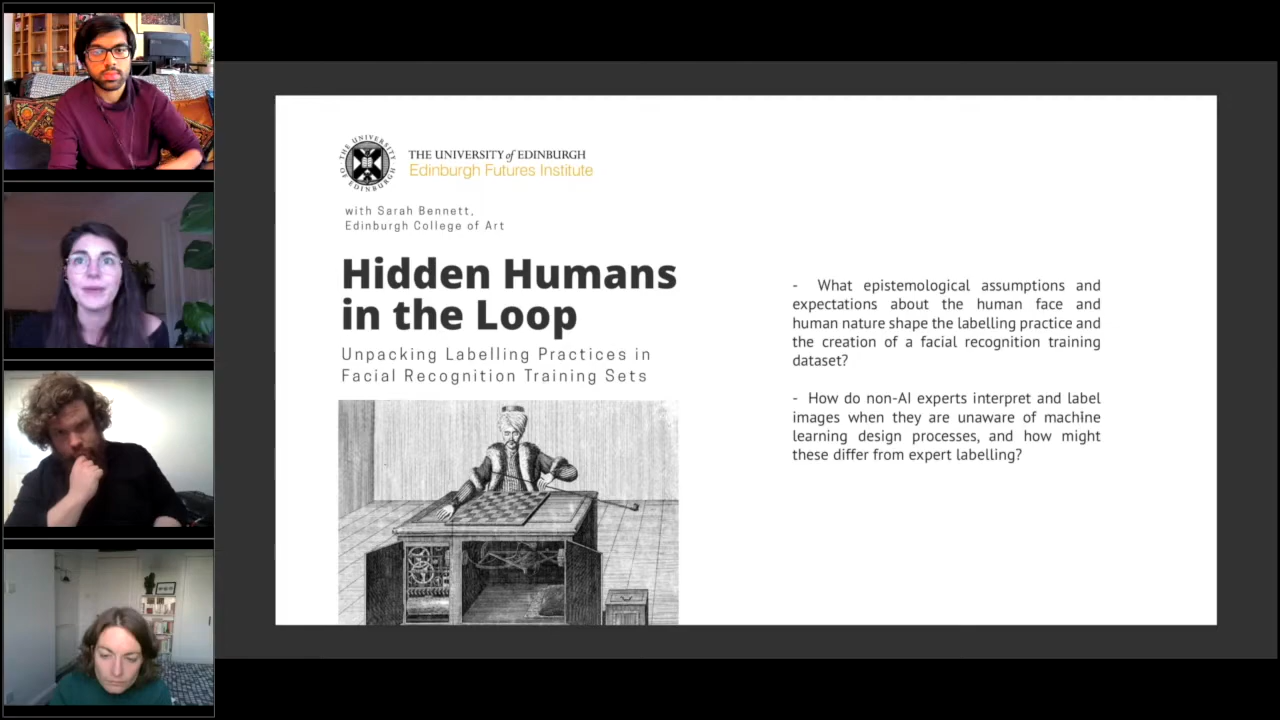 THE UNIVERSITY OF EDINBURGH
THE UNIVERSITY of EDINBURGH
Edinburgh Futures Institute
with Sarah Bennett,
Edinburgh College of Art
Hidden Humans
in the Loop
Unpacking Labelling Practices in
Facial Recognition Training Sets
- What epistemological assumptions and
expectations about the human face and
human nature shape the labelling practice and
the creation of a facial recognition training
dataset?
- How do non-AI experts interpret and label
images when they are unaware of machine
learning design processes, and how might
these differ from expert labelling?